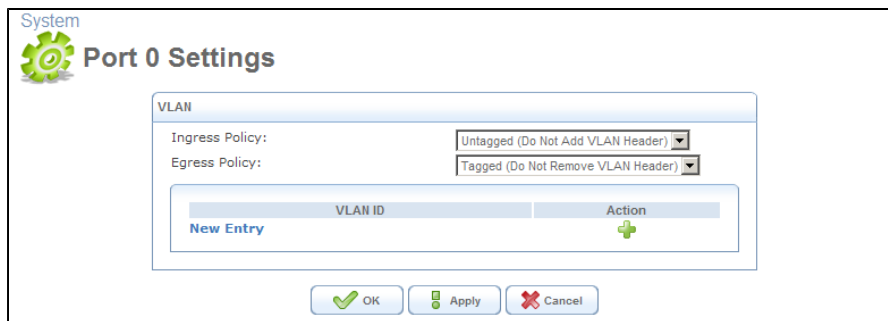 System
Port 0 Settings
VLAN
Ingress Policy: Untagged (Do Not Add VLAN Header)
Egress Policy: Tagged (Do Not Remove VLAN Header)
VLAN ID Action
New Entry
OK Apply Cancel